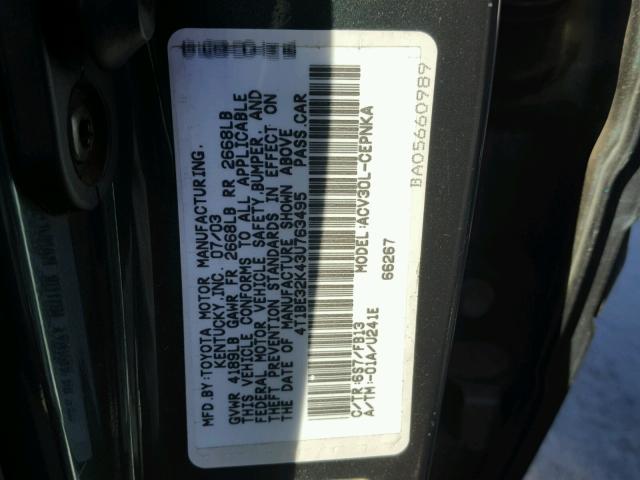 MFD.BY:TOYOTA MOTOR MANUFACTURING.
KENTUCKY,INC. 07/03
GVWR 4189LB GAWR FR 2668LB RR 2668LB
THIS VEHICLE CONFORMS TO ALL APPLICABLE
FEDERAL MOTOR VEHICLE SAFETY,BUMPER, AND
THEFT PREVENTION STANDARDS IN EFFECT ON
THE DATE OF MANUFACTURE SHOWN ABOVE
4T1BE32K430763495 PASS.CAR
C/TR:6S7/FB13 MODEL:ACV30L-CEPNKA
A/TM:-01A/U241E 66267
BA05660989